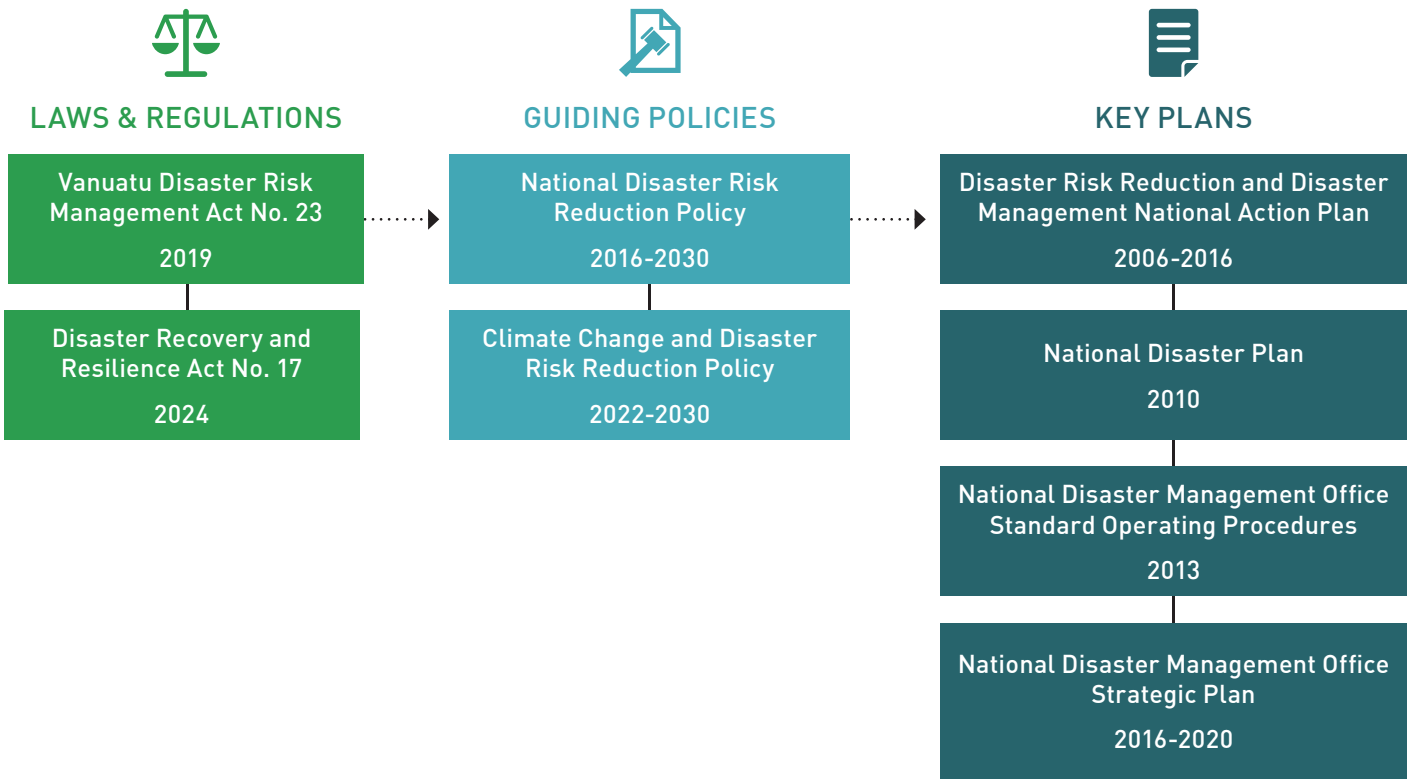 LAWS & REGULATIONS
Vanuatu Disaster Risk
Management Act No. 23
2019
Disaster Recovery and
Resilience Act No. 17
2024
GUIDING POLICIES
National Disaster Risk
Reduction Policy
2016-2030
Climate Change and Disaster
Risk Reduction Policy
2022-2030
KEY PLANS
Disaster Risk Reduction and Disaster
Management National Action Plan
2006-2016
National Disaster Plan
2010
National Disaster Management Office
Standard Operating Procedures
2013
National Disaster Management Office
Strategic Plan
2016-2020